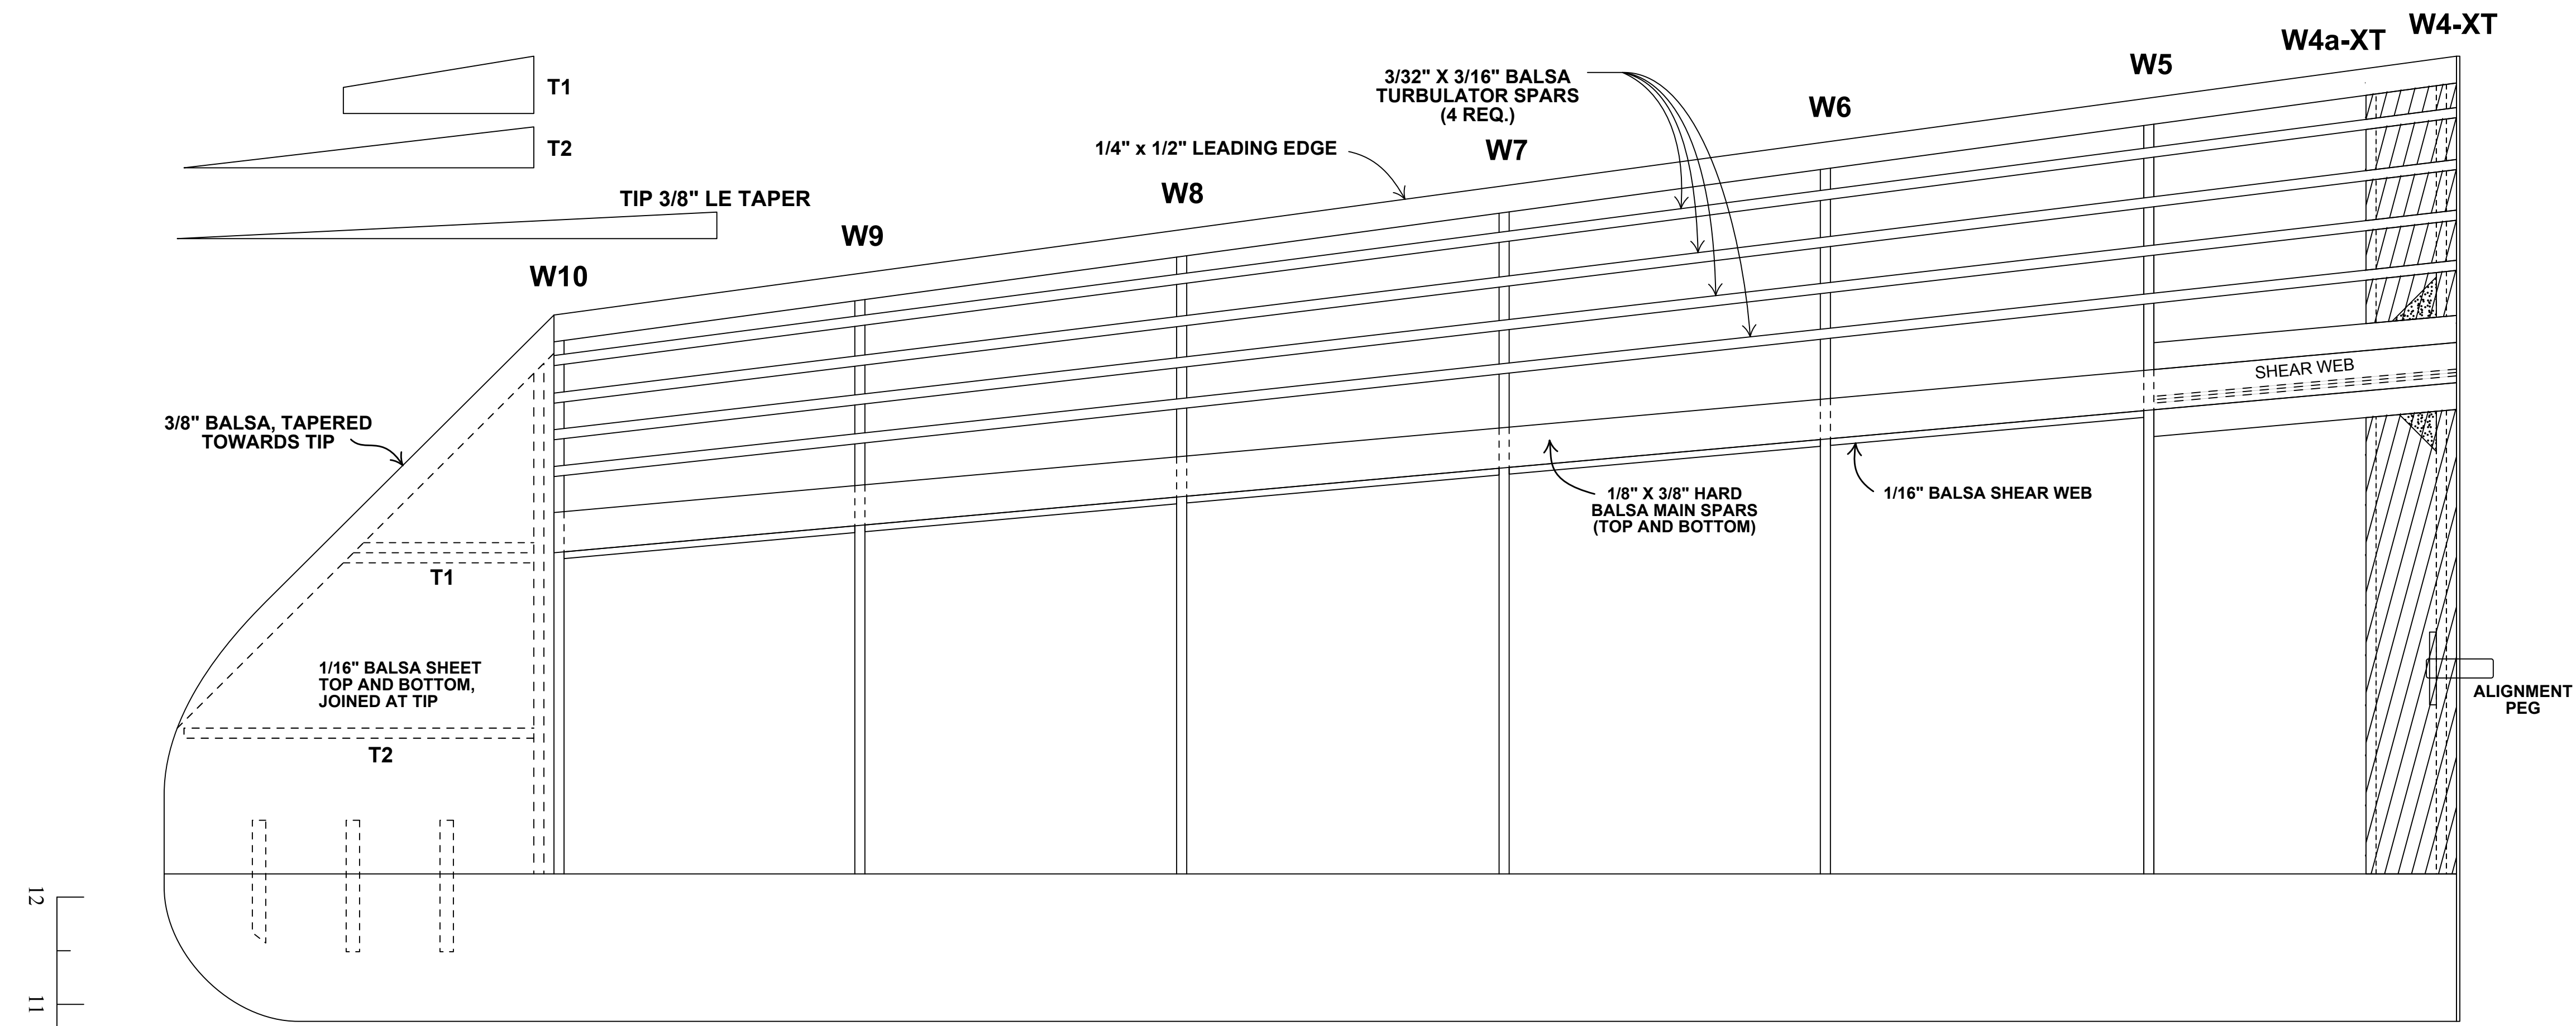 W4-XT
W4a-XT
W5
3/32" X 3/16" BALSA
TURBULATOR SPARS
(4 REQ.)
T1
W6
T2
1/4" x 1/2" LEADING EDGE
W7
W8
TIP 3/8" LE TAPER
W9
W10
SHEAR WEB
3/8" BALSA, TAPERED
TOWARDS TIP
1/8" X 3/8" HARD
BALSA MAIN SPARS
(TOP AND BOTTOM)
1/16" BALSA SHEAR WEB
T1
1/16" BALSA SHEET
TOP AND BOTTOM,
JOINED AT TIP
ALIGNMENT
PEG
T2
12
11